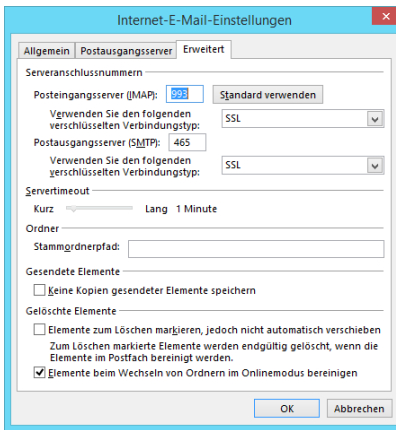 Internet-E-Mail-Einstellungen
Allgemein Postausgangsserver Erweitert
Serveranschlussnummern
Posteingangsserver (IMAP): 993 Standard verwenden
Verwenden Sie den folgenden
verschlüsselten Verbindungstyp: SSL
Postausgangsserver (SMTP): 465
Verwenden Sie den folgenden
verschlüsselten Verbindungstyp: SSL
Servertimeout
Kurz Lang 1 Minute
Ordner
Stammordnerpfad:
Gesendete Elemente
Keine Kopien gesendeter Elemente speichern
Gelöschte Elemente
Elemente zum Löschen markieren, jedoch nicht automatisch verschieben
Zum Löschen markierte Elemente werden endgültig gelöscht, wenn die
Elemente im Postfach bereinigt werden.
Elemente beim Wechseln von Ordnern im Onlinemodus bereinigen
OK Abbrechen